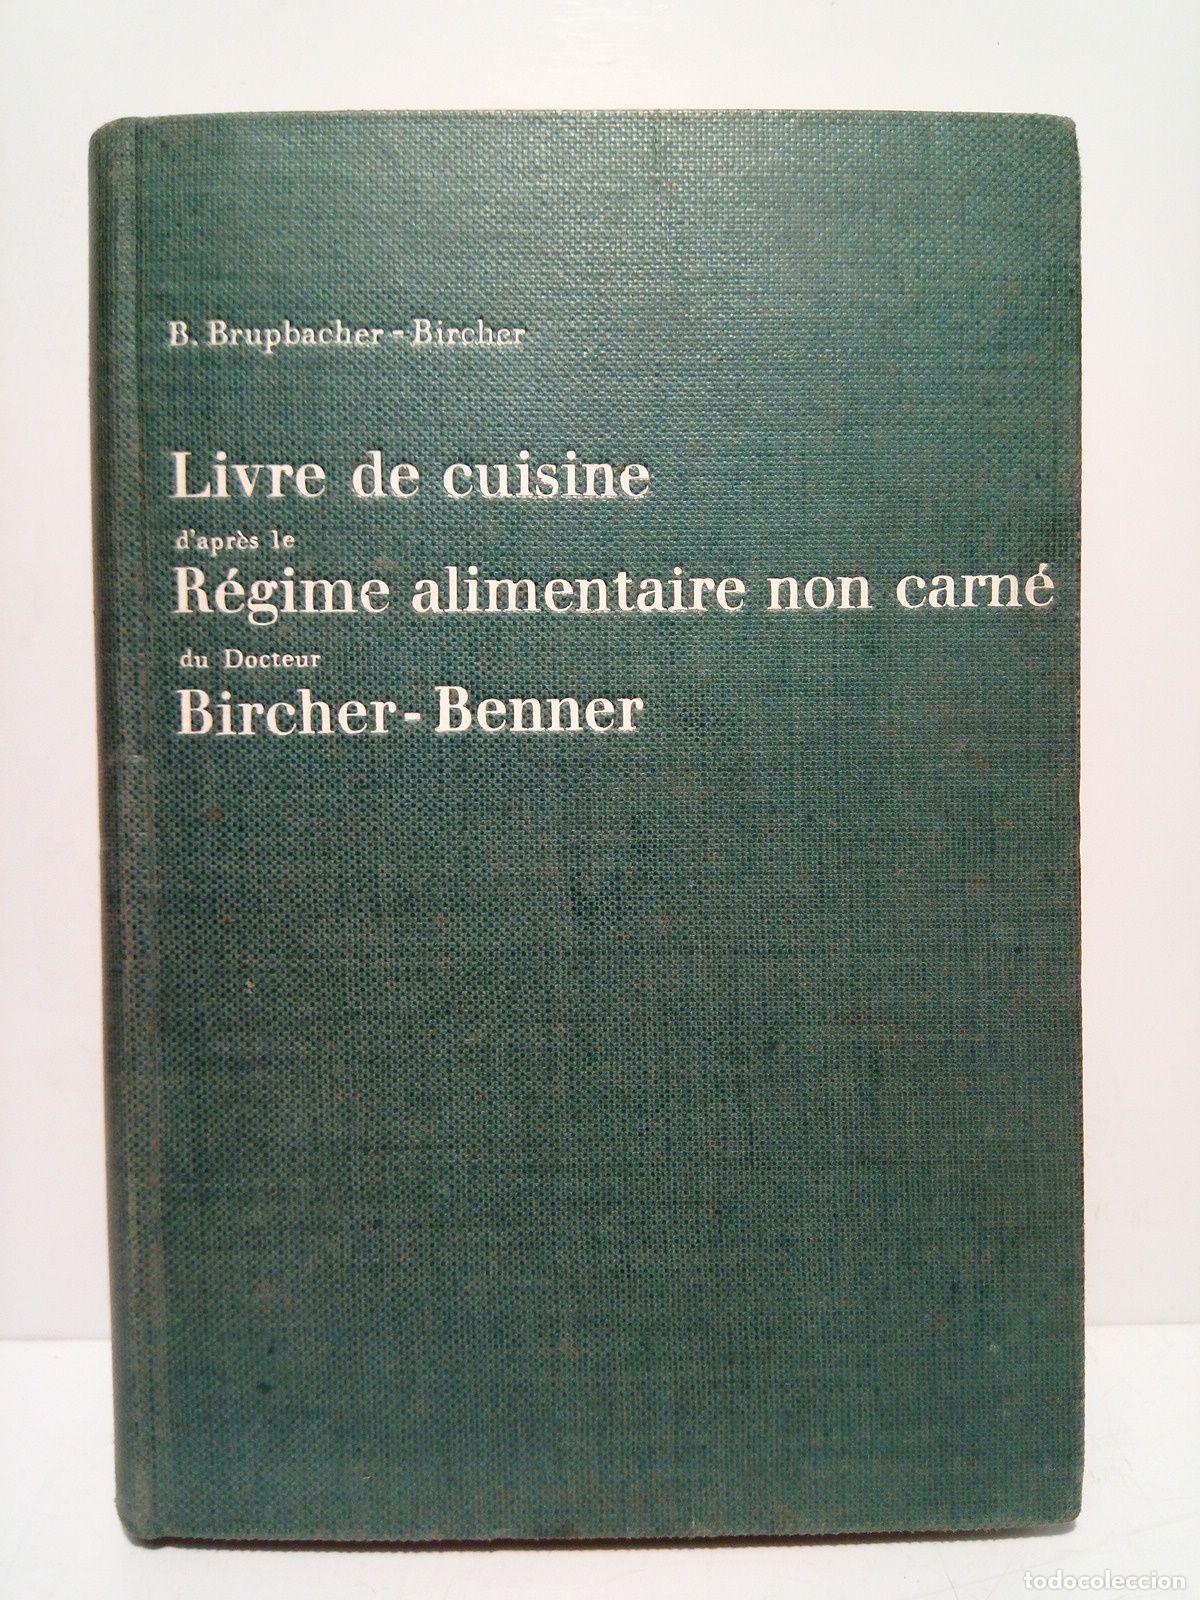 B. Brupbacher-Bircher
Livre de cuisine
d'après le
Régime alimentaire non carné
du Docteur
Bircher-Benner
todocoleccion